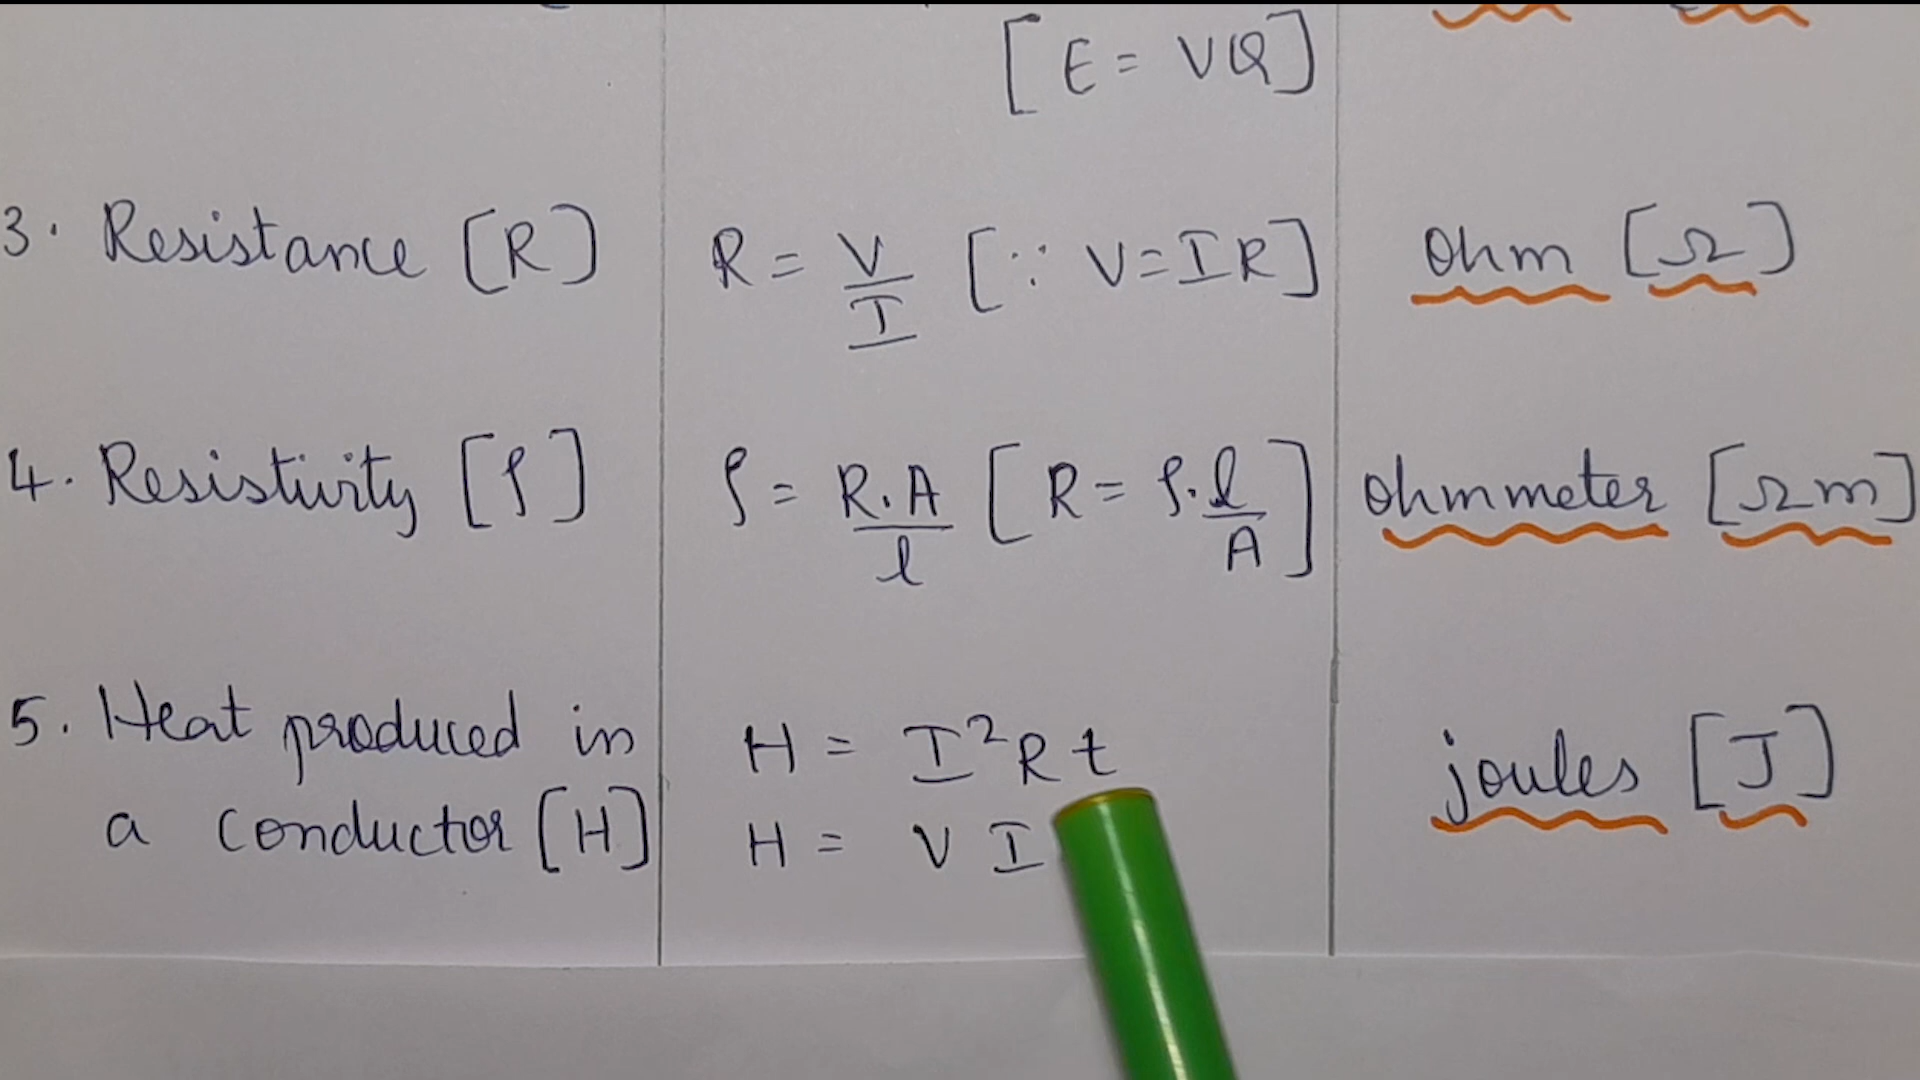 [E = VQ]
3. Resistance [R] R = V/I [∵ V=IR] ohm [Ω]
4. Resistivity [ρ] ρ = R.A/l [R = ρ.l/A] ohmmeter [Ωm]
5. Heat produced in H = I²Rt joules [J]
a conductor [H] H = VI